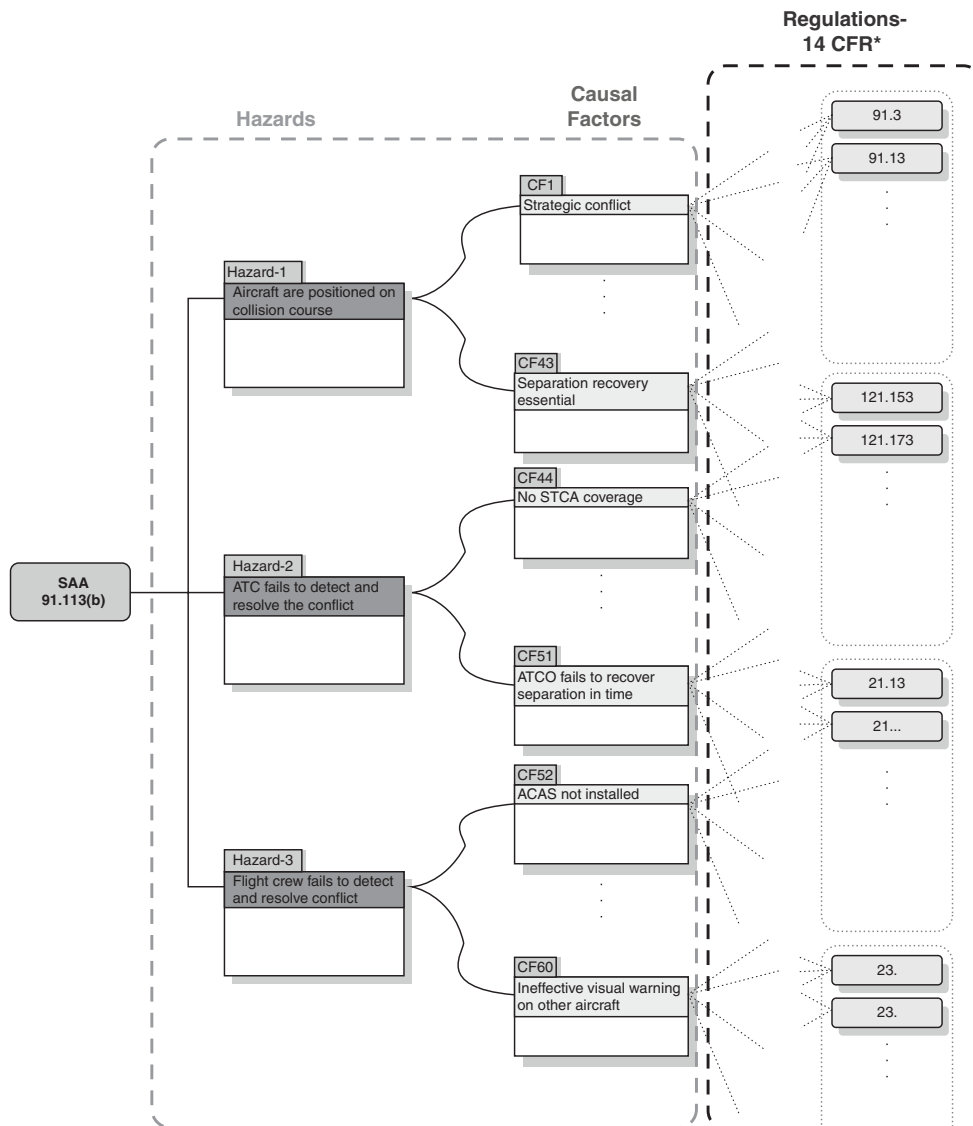 Regulations-
14 CFR*
Hazards
Causal
Factors
SAA
91.113(b)
Hazard-1
Aircraft are positioned on
collision course
Hazard-2
ATC fails to detect and
resolve the conflict
Hazard-3
Flight crew fails to detect
and resolve conflict
CF1
Strategic conflict
CF43
Separation recovery
essential
CF44
No STCA coverage
CF51
ATCO fails to recover
separation in time
CF52
ACAS not installed
CF60
Ineffective visual warning
on other aircraft
91.3
91.13
121.153
121.173
21.13
21...
23.
23.